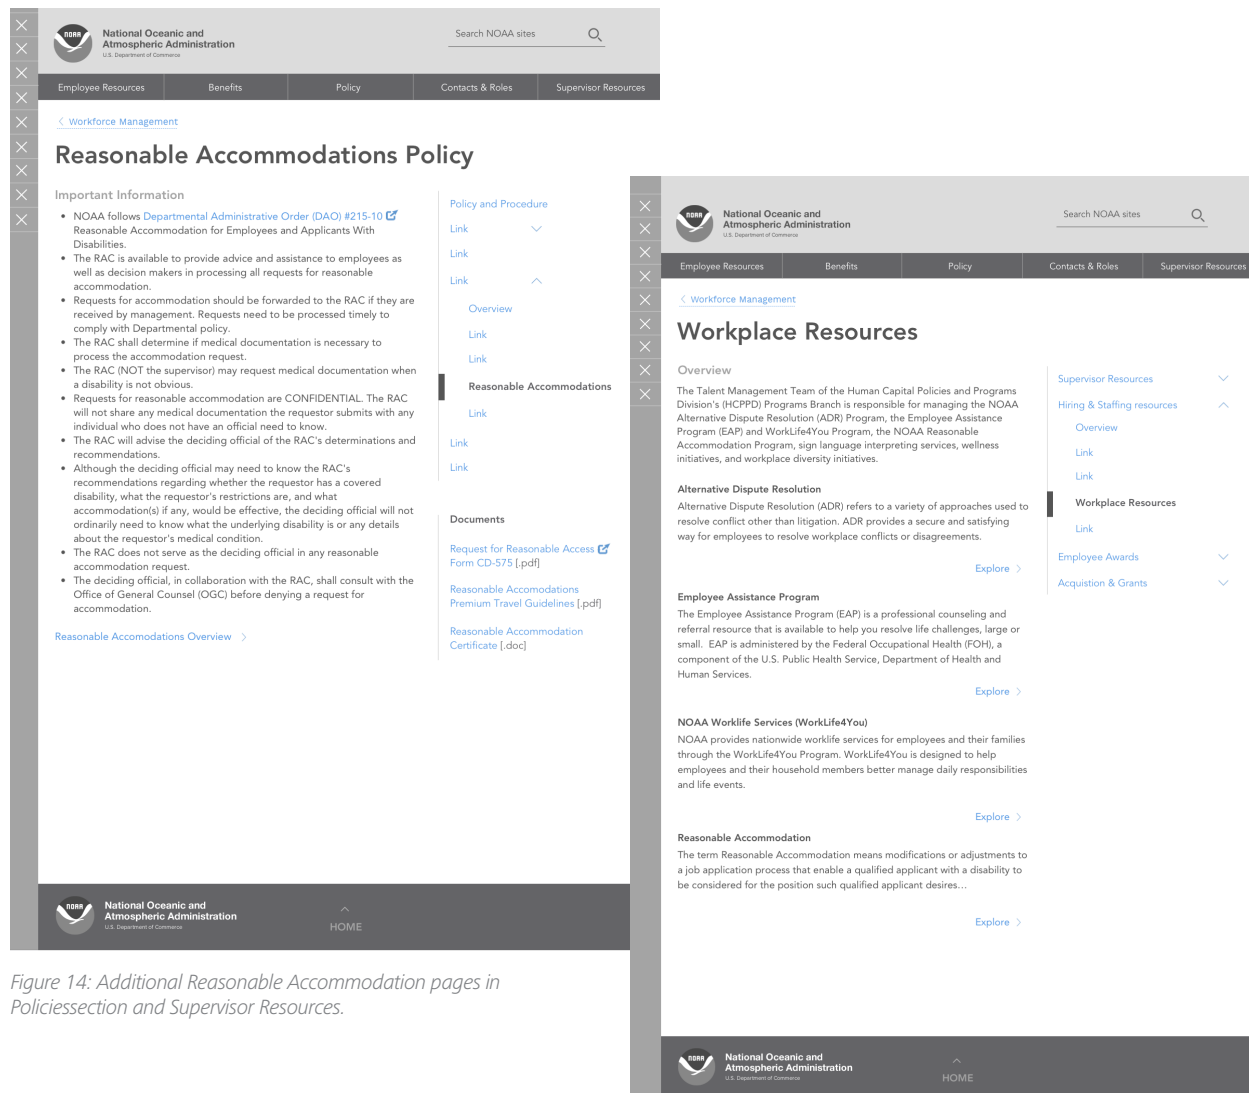 NOAA
National Oceanic and
Atmospheric Administration
U.S. Department of Commerce
Search NOAA sites
Employee Resources
Benefits
Policy
Contacts & Roles
Supervisor Resources
Workforce Management
Reasonable Accommodations Policy
Important Information
• NOAA follows Departmental Administrative Order (DAO) #215-10
Reasonable Accommodation for Employees and Applicants With
Disabilities.
• The RAC is available to provide advice and assistance to employees as
well as decision makers in processing all requests for reasonable
accommodation.
• Requests for accommodation should be forwarded to the RAC if they are
received by management. Requests need to be processed timely to
comply with Departmental policy.
• The RAC shall determine if medical documentation is necessary to
process the accommodation request.
• The RAC (NOT the supervisor) may request medical documentation when
a disability is not obvious.
• Requests for reasonable accommodation are CONFIDENTIAL. The RAC
will not share any medical documentation the requestor submits with any
individual who does not have an official need to know.
• The RAC will advise the deciding official of the RAC's determinations and
recommendations.
• Although the deciding official may need to know the RAC's
recommendations regarding whether the requestor has a covered
disability, what the requestor's restrictions are, and what
accommodation(s) if any, would be effective, the deciding official will not
ordinarily need to know what the underlying disability is or any details
about the requestor's medical condition.
• The RAC does not serve as the deciding official in any reasonable
accommodation request.
• The deciding official, in collaboration with the RAC, shall consult with the
Office of General Counsel (OGC) before denying a request for
accommodation.
Reasonable Accomodations Overview
Policy and Procedure
Link
Link
Link
Overview
Link
Link
Reasonable Accommodations
Link
Link
Link
Documents
Request for Reasonable Access
Form CD-575 [.pdf]
Reasonable Accomodations
Premium Travel Guidelines [.pdf]
Reasonable Accommodation
Certificate [.doc]
NOAA
National Oceanic and
Atmospheric Administration
U.S. Department of Commerce
HOME
Figure 14: Additional Reasonable Accommodation pages in
Policiessection and Supervisor Resources.
NOAA
National Oceanic and
Atmospheric Administration
U.S. Department of Commerce
Search NOAA sites
Employee Resources
Benefits
Policy
Contacts & Roles
Supervisor Resources
Workforce Management
Workplace Resources
Overview
The Talent Management Team of the Human Capital Policies and Programs
Division's (HCPPD) Programs Branch is responsible for managing the NOAA
Alternative Dispute Resolution (ADR) Program, the Employee Assistance
Program (EAP) and WorkLife4You Program, the NOAA Reasonable
Accommodation Program, sign language interpreting services, wellness
initiatives, and workplace diversity initiatives.
Alternative Dispute Resolution
Alternative Dispute Resolution (ADR) refers to a variety of approaches used to
resolve conflict other than litigation. ADR provides a secure and satisfying
way for employees to resolve workplace conflicts or disagreements.
Explore
Employee Assistance Program
The Employee Assistance Program (EAP) is a professional counseling and
referral resource that is available to help you resolve life challenges, large or
small. EAP is administered by the Federal Occupational Health (FOH), a
component of the U.S. Public Health Service, Department of Health and
Human Services.
Explore
NOAA Worklife Services (WorkLife4You)
NOAA provides nationwide worklife services for employees and their families
through the WorkLife4You Program. WorkLife4You is designed to help
employees and their household members better manage daily responsibilities
and life events.
Explore
Reasonable Accommodation
The term Reasonable Accommodation means modifications or adjustments to
a job application process that enable a qualified applicant with a disability to
be considered for the position such qualified applicant desires…
Explore
Supervisor Resources
Hiring & Staffing resources
Overview
Link
Link
Workplace Resources
Link
Employee Awards
Acquistion & Grants
NOAA
National Oceanic and
Atmospheric Administration
U.S. Department of Commerce
HOME